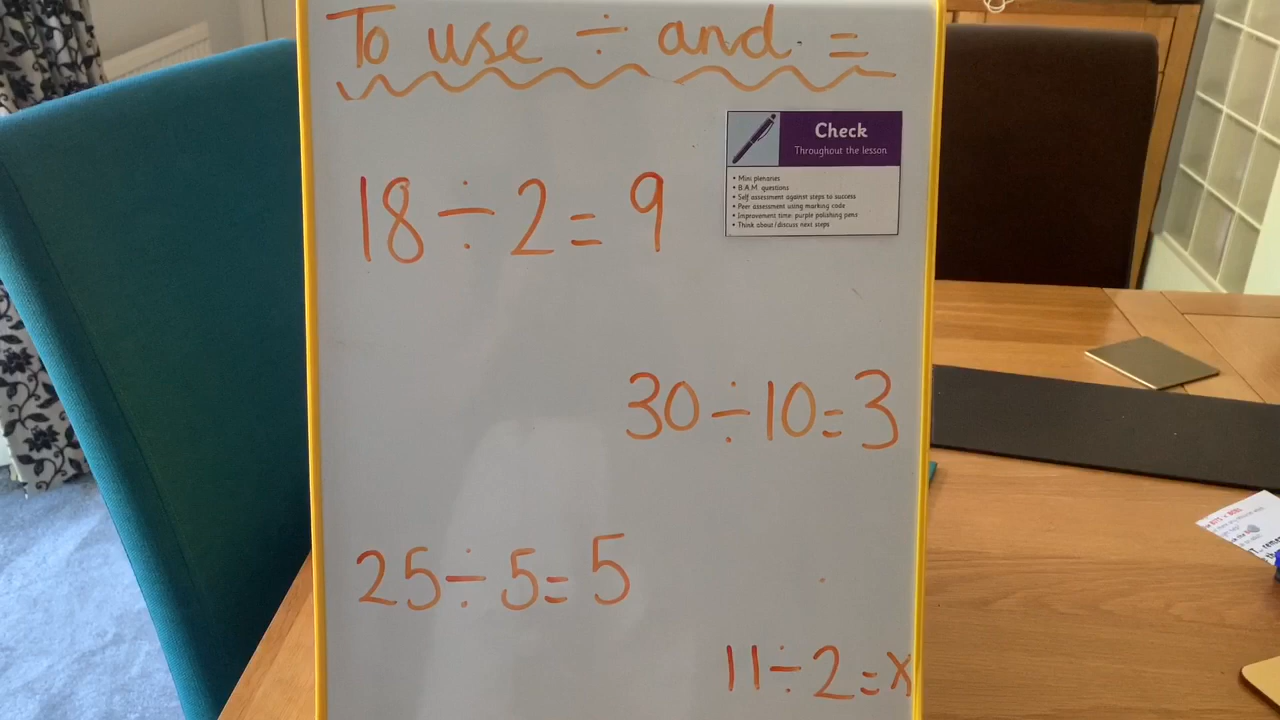 To use ÷ and =
Check
Throughout the lesson
• Mini plenaries
• B.A.M. questions
• Self assessment against steps to success
• Peer assessment using marking code
• Improvement time: purple polishing pens
• Think about/discuss next steps
18 ÷ 2 = 9
30 ÷ 10 = 3
25 ÷ 5 = 5
11 ÷ 2 = x